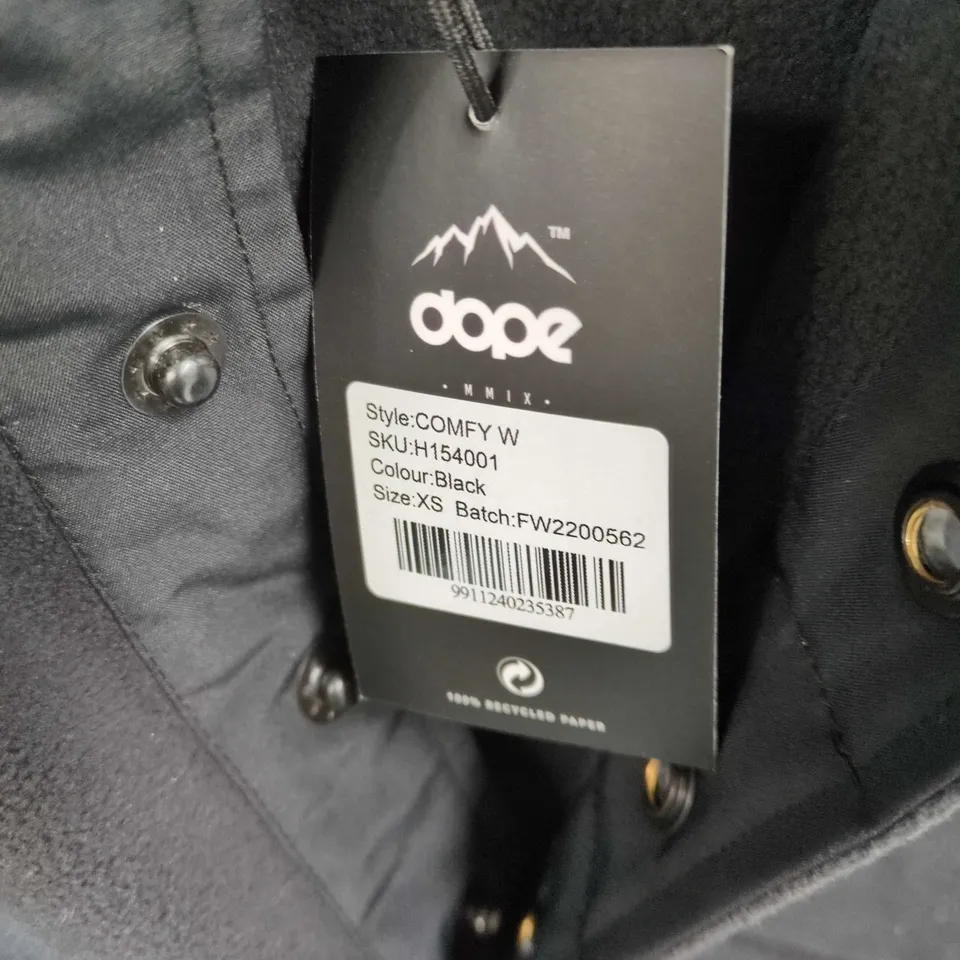 TM
dope
• MMIX •
Style:COMFY W
SKU:H154001
Colour:Black
Size:XS Batch:FW2200562
9911240235387
100% RECYCLED PAPER